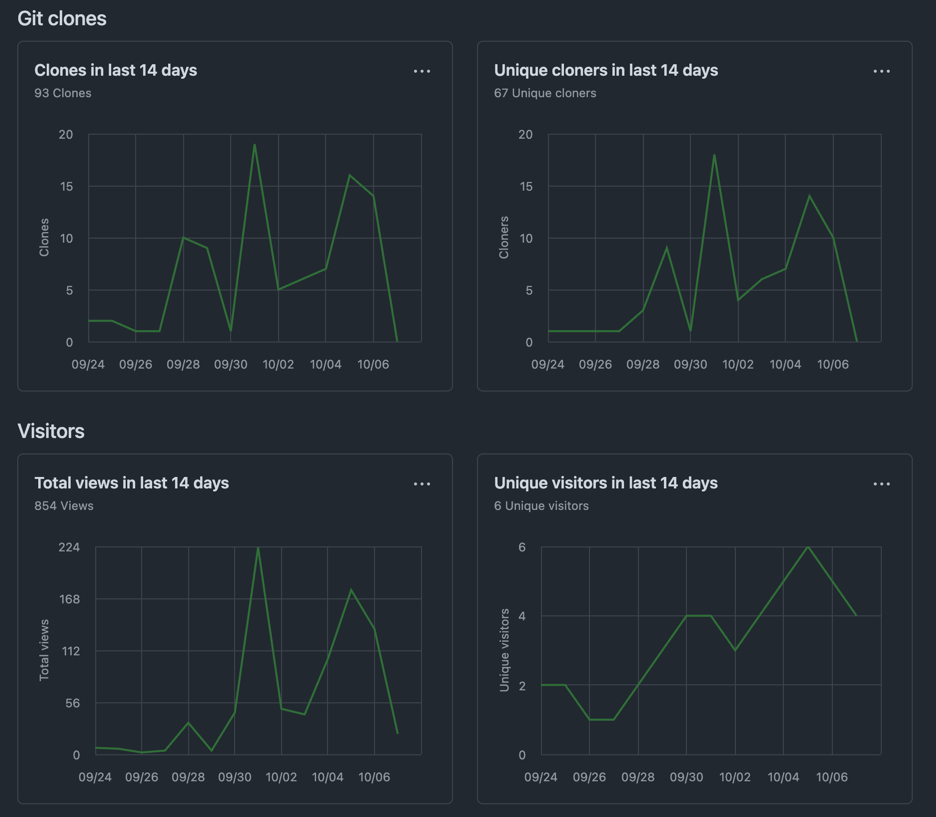 Git clones
Clones in last 14 days
93 Clones
20
15
10
5
0
Clones
09/24 09/26 09/28 09/30 10/02 10/04 10/06
Unique cloners in last 14 days
67 Unique cloners
20
15
10
5
0
Cloners
09/24 09/26 09/28 09/30 10/02 10/04 10/06
Visitors
Total views in last 14 days
854 Views
224
168
112
56
0
Total views
09/24 09/26 09/28 09/30 10/02 10/04 10/06
Unique visitors in last 14 days
6 Unique visitors
6
4
2
0
Unique visitors
09/24 09/26 09/28 09/30 10/02 10/04 10/06